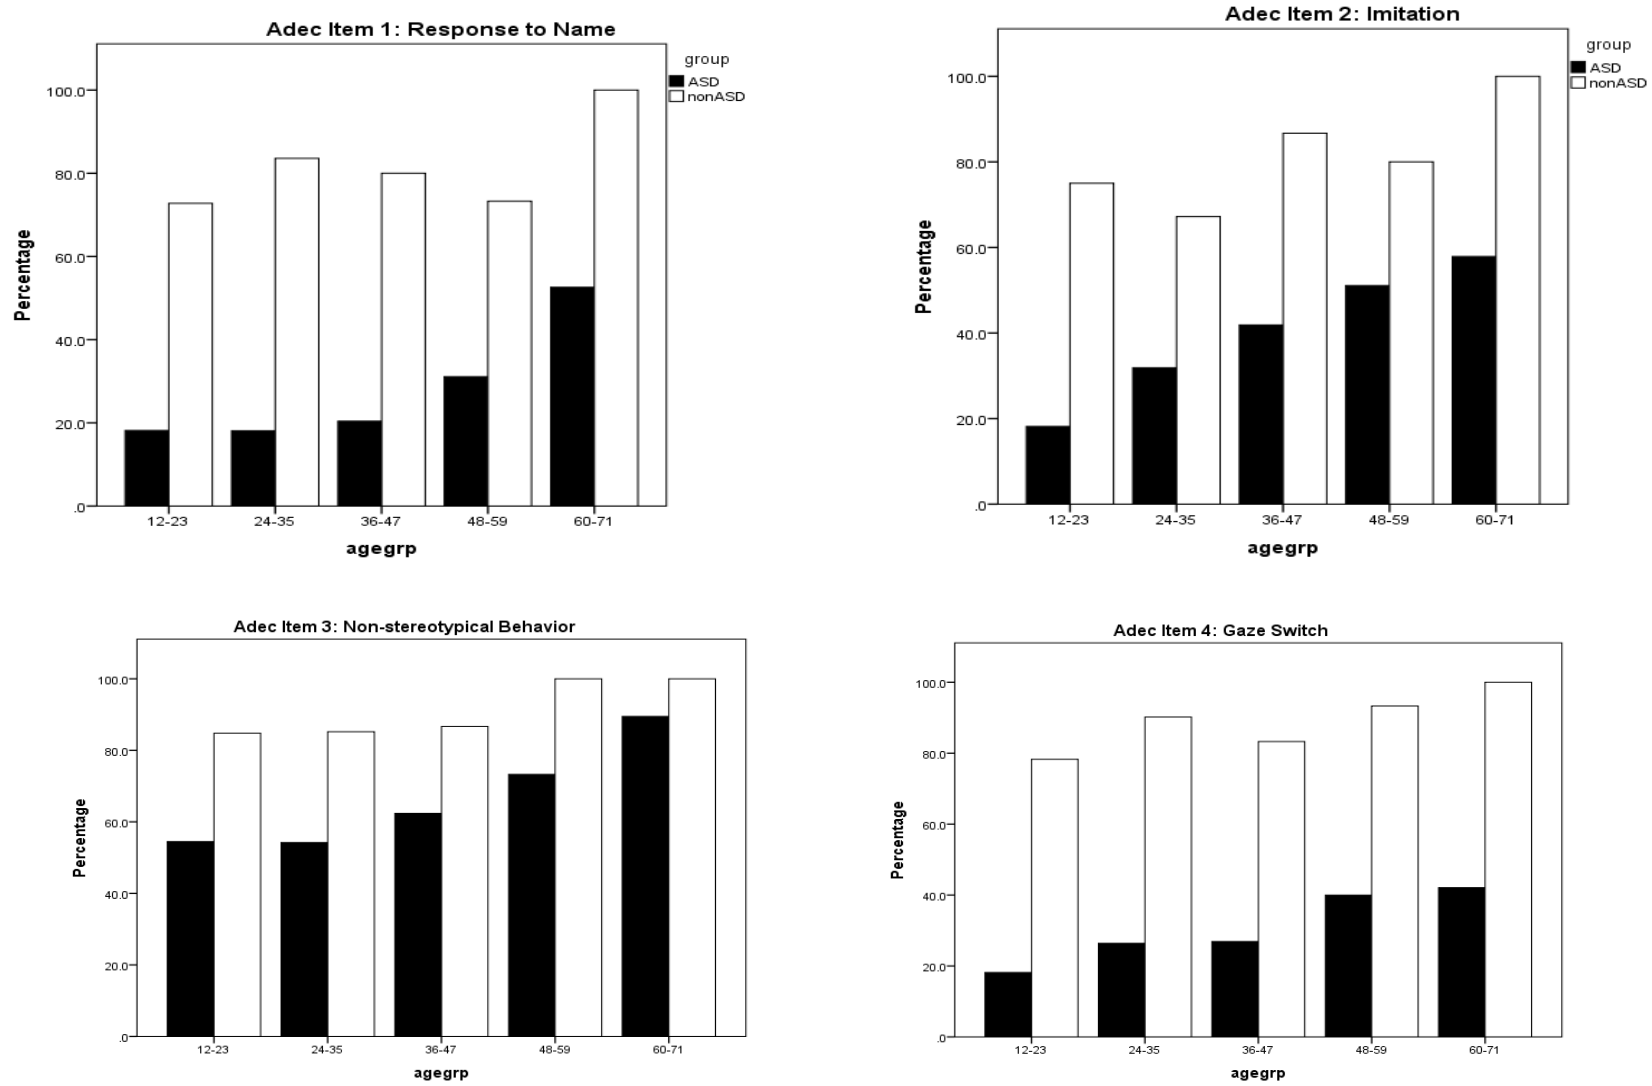 Adec Item 1: Response to Name
group
ASD
nonASD
100.0
80.0
60.0
40.0
20.0
.0
Percentage
12-23 24-35 36-47 48-59 60-71
agegrp
Adec Item 2: Imitation
group
ASD
nonASD
100.0
80.0
60.0
40.0
20.0
.0
Percentage
12-23 24-35 36-47 48-59 60-71
agegrp
Adec Item 3: Non-stereotypical Behavior
100.0
80.0
60.0
40.0
20.0
.0
Percentage
12-23 24-35 36-47 48-59 60-71
agegrp
Adec Item 4: Gaze Switch
100.0
80.0
60.0
40.0
20.0
.0
Percentage
12-23 24-35 36-47 48-59 60-71
agegrp